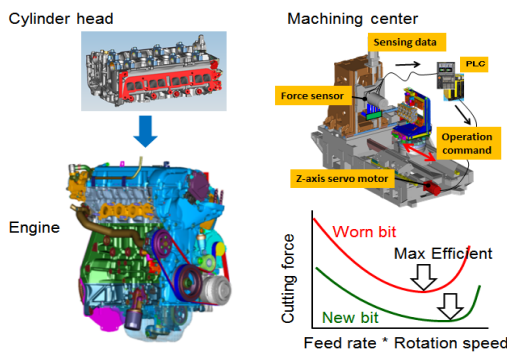 Cylinder head
Engine
Machining center
Sensing data
PLC
Force sensor
Operation
command
Z-axis servo motor
Worn bit
Max Efficient
New bit
Cutting force
Feed rate * Rotation speed